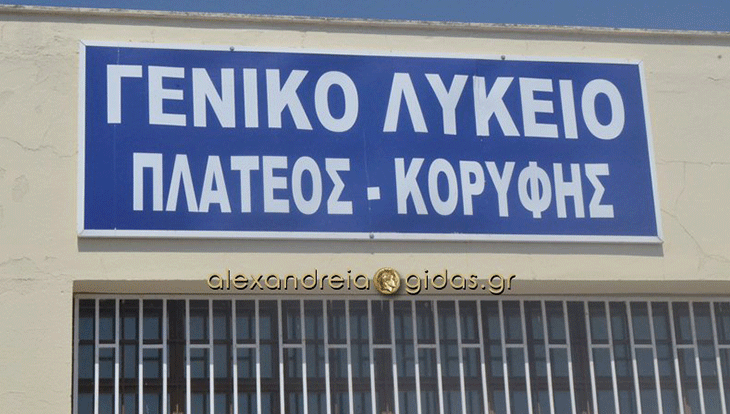 ΓΕΝΙΚΟ ΛΥΚΕΙΟ
ΠΛΑΤΕΟΣ - ΚΟΡΥΦΗΣ
alexandreia gidas.gr